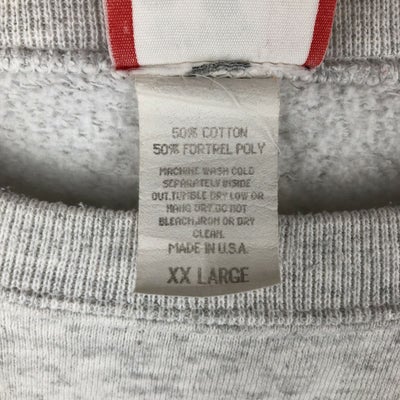 50% COTTON
50% FORTREL POLY
MACHINE WASH COLD
SEPARATELY INSIDE
OUT.TUMBLE DRY LOW OR
HANG DRY.DO NOT
BLEACH,IRON OR DRY
CLEAN.
MADE IN U.S.A.
XX LARGE